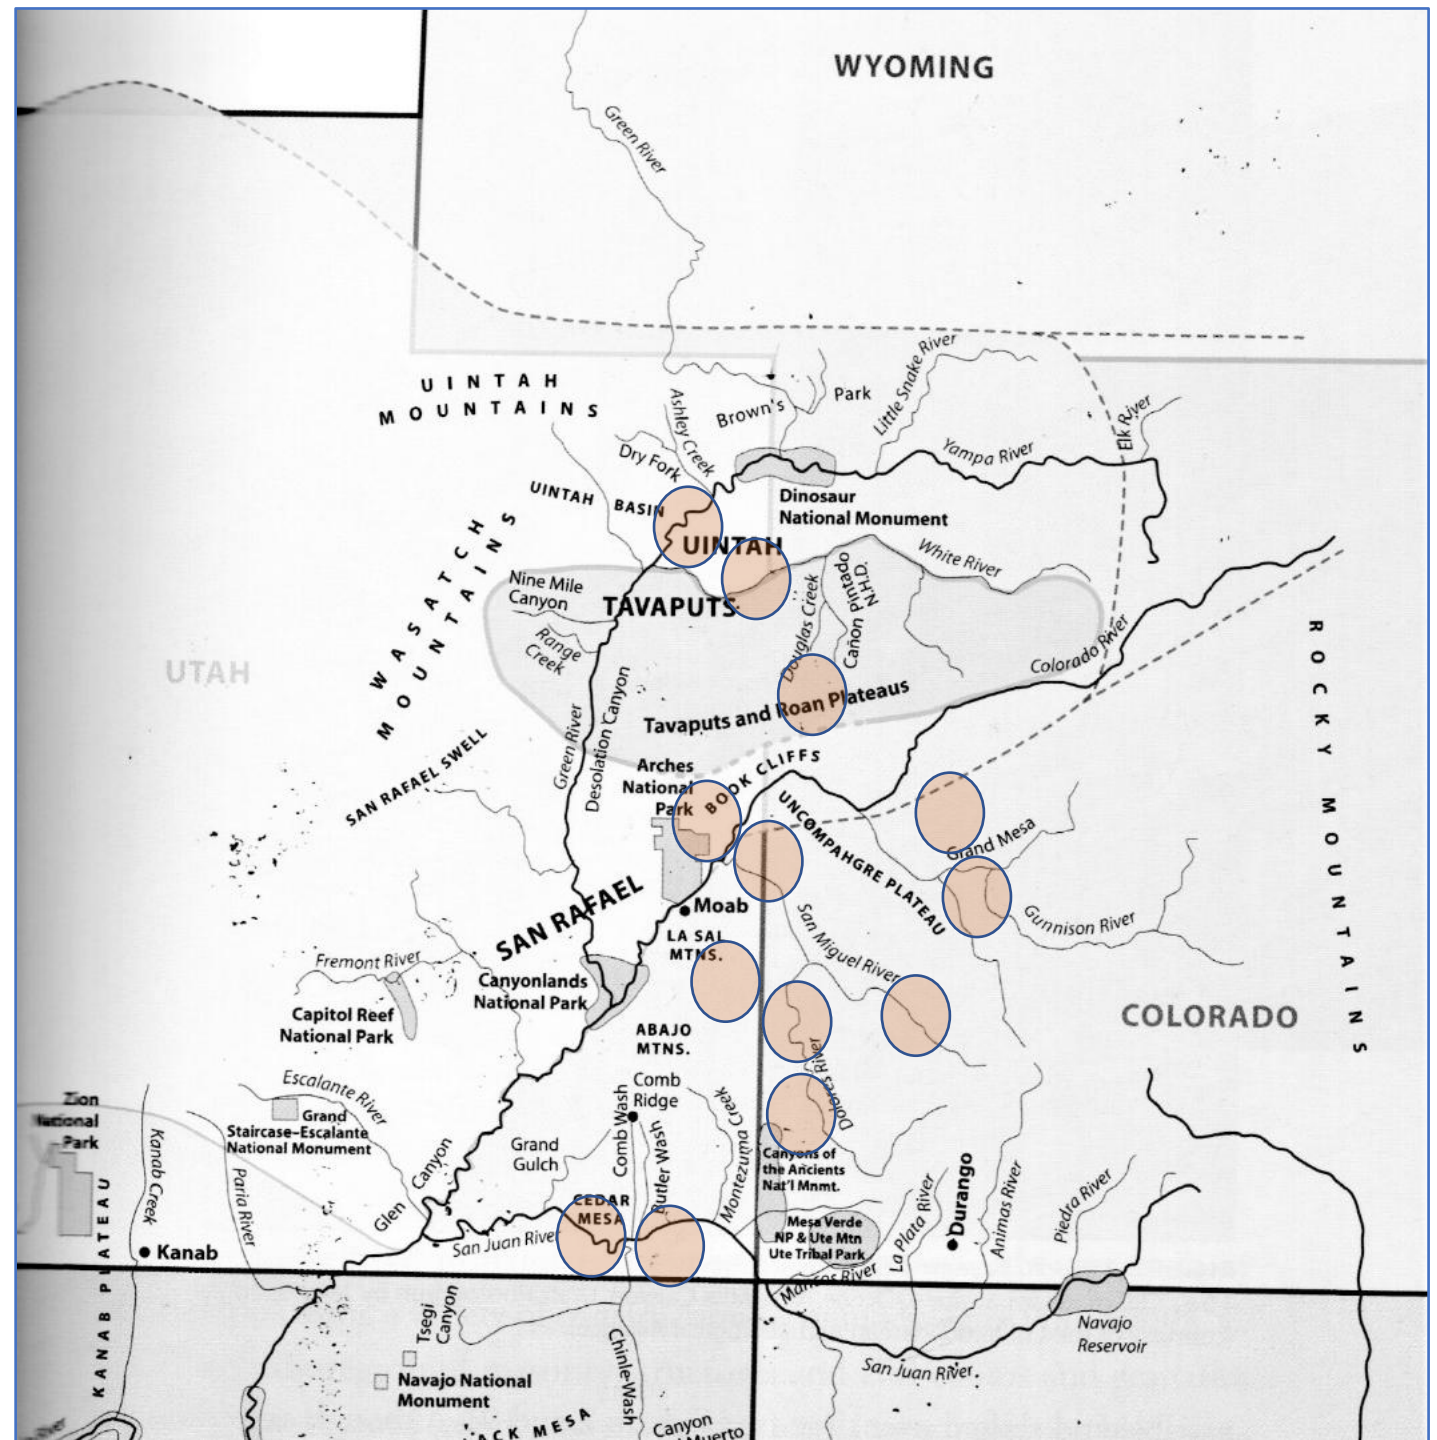 WYOMING
Green River
UINTAH
MOUNTAINS
Ashley Creek
Brown's
Park
Little Snake River
Elk River
Dry Fork
Yampa River
UINTAH BASIN
Dinosaur
National Monument
UINTAH
White River
WASATCH
MOUNTAINS
Nine Mile
Canyon
TAVAPUTS
Range
Creek
Douglas Creek
Cañon Pintado
N.H.D.
Colorado River
ROCKY MOUNTAINS
UTAH
Tavaputs and Roan Plateaus
Green River
Desolation Canyon
SAN RAFAEL SWELL
Arches
National
Park
BOOK CLIFFS
UNCOMPAHGRE PLATEAU
Grand Mesa
SAN RAFAEL
Moab
LA SAL
MTNS.
San Miguel River
Gunnison River
Fremont River
Canyonlands
National Park
Capitol Reef
National Park
COLORADO
ABAJO
MTNS.
Dolores River
Escalante River
Comb
Ridge
Zion
National
Park
Grand
Staircase–Escalante
National Monument
Kanab Creek
Paria River
Glen Canyon
Grand
Gulch
Comb Wash
Butler Wash
Montezuma Creek
Canyons of
the Ancients
Nat'l Mnmt.
CEDAR
MESA
Mesa Verde
NP & Ute Mtn
Ute Tribal Park
La Plata River
Durango
Animas River
Piedra River
KANAB PLATEAU
Kanab
San Juan River
Mancos River
Tsegi
Canyon
Chinle Wash
Navajo
Reservoir
San Juan River
Navajo National
Monument
ACK MESA
Canyon
Muerto
River